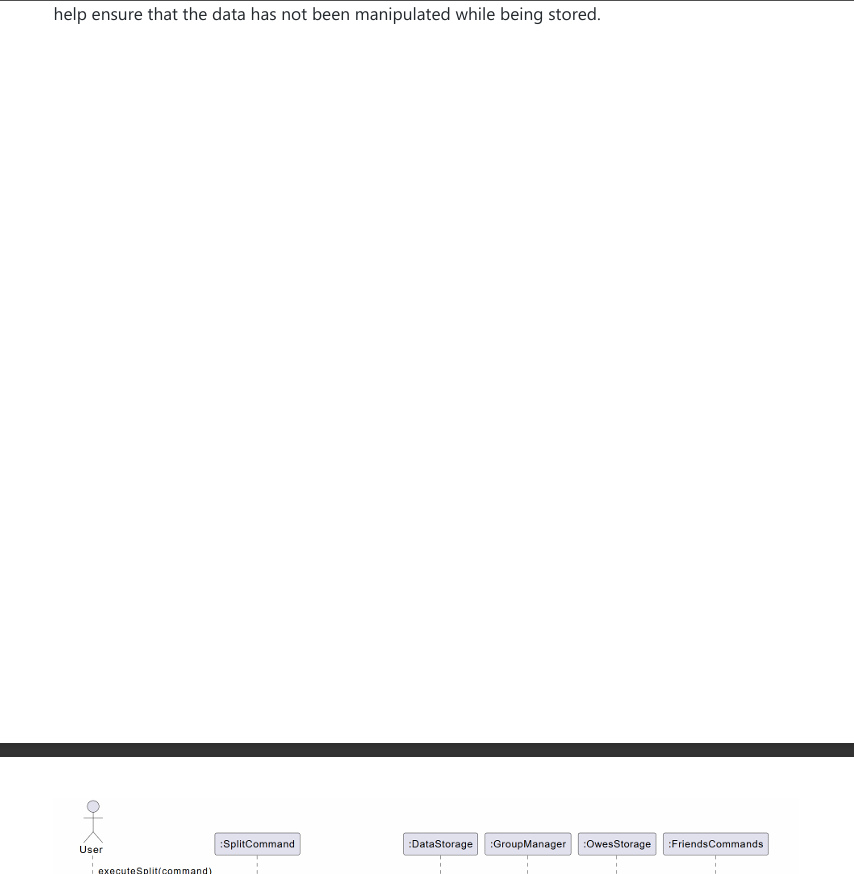 help ensure that the data has not been manipulated while being stored.
User
:SplitCommand
:DataStorage
:GroupManager
:OwesStorage
:FriendsCommands
executeSplit(command)